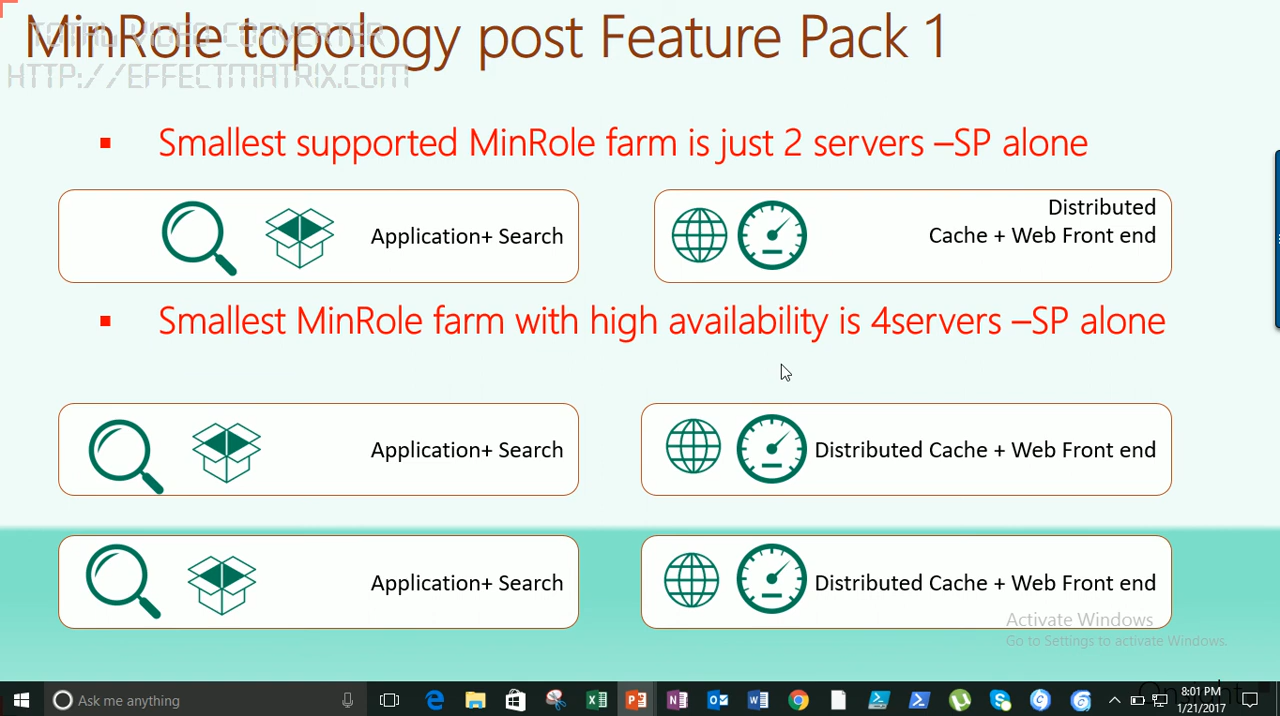 MinRole topology post Feature Pack 1
TOTAL VIDEO CONVERTER
HTTP://EFFECTMATRIX.COM
▪ Smallest supported MinRole farm is just 2 servers –SP alone
Application+ Search
Distributed
Cache + Web Front end
▪ Smallest MinRole farm with high availability is 4servers –SP alone
Application+ Search
Distributed Cache + Web Front end
Application+ Search
Distributed Cache + Web Front end
Activate Windows
Go to Settings to activate Windows.
Ask me anything
8:01 PM
1/21/2017